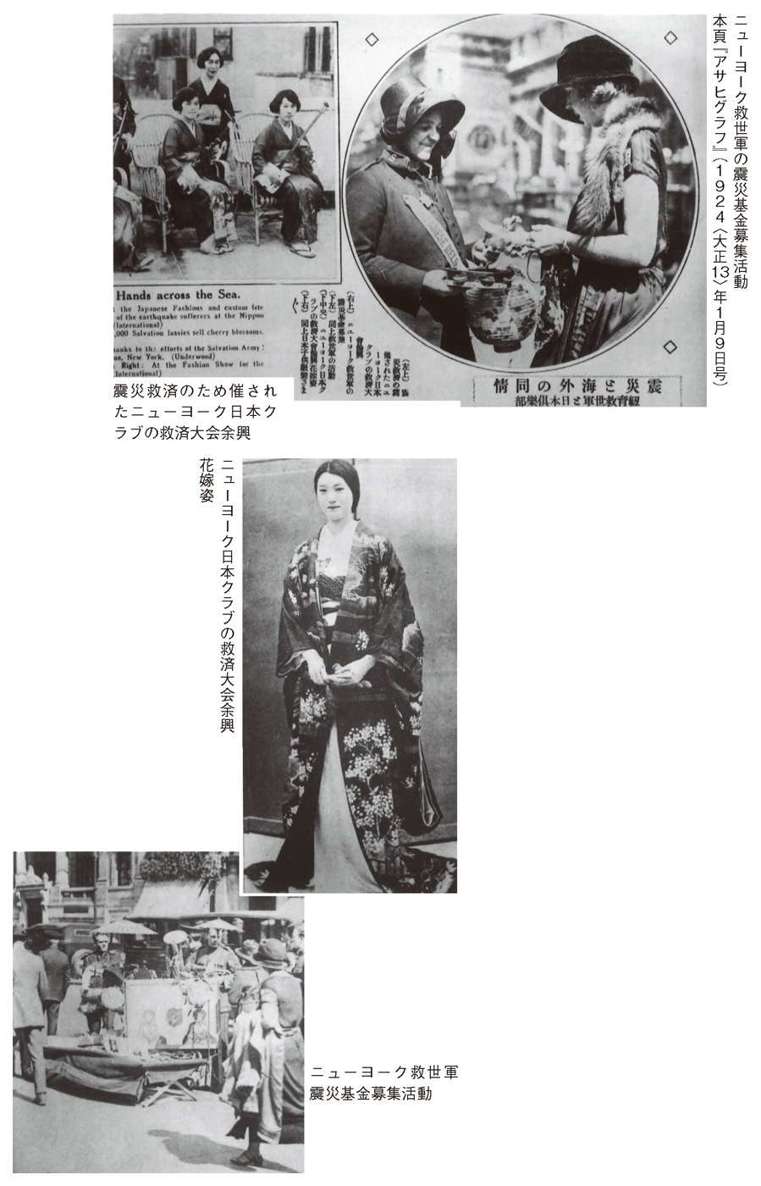 ニューヨーク救世軍の震災基金募集活動
本頁『アサヒグラフ』(1924〈大正13〉年1月9日号)
Hands across the Sea.
the Japanese Fashions and costume fete
of the earthquake sufferers at the Nippon
(International)
,000 Salvation lassies sell cherry blossoms.
hanks to the efforts of the Salvation Army:
ons, New York. (Underwood)
Right: At the Fashion Show for the
International)
情同の外海と災震
部樂俱本日と軍世救育紐
震災救済のため催され
たニューヨーク日本ク
ラブの救済大会余興
ニューヨーク日本クラブの救済大会余興
花嫁姿
ニューヨーク救世軍
震災基金募集活動